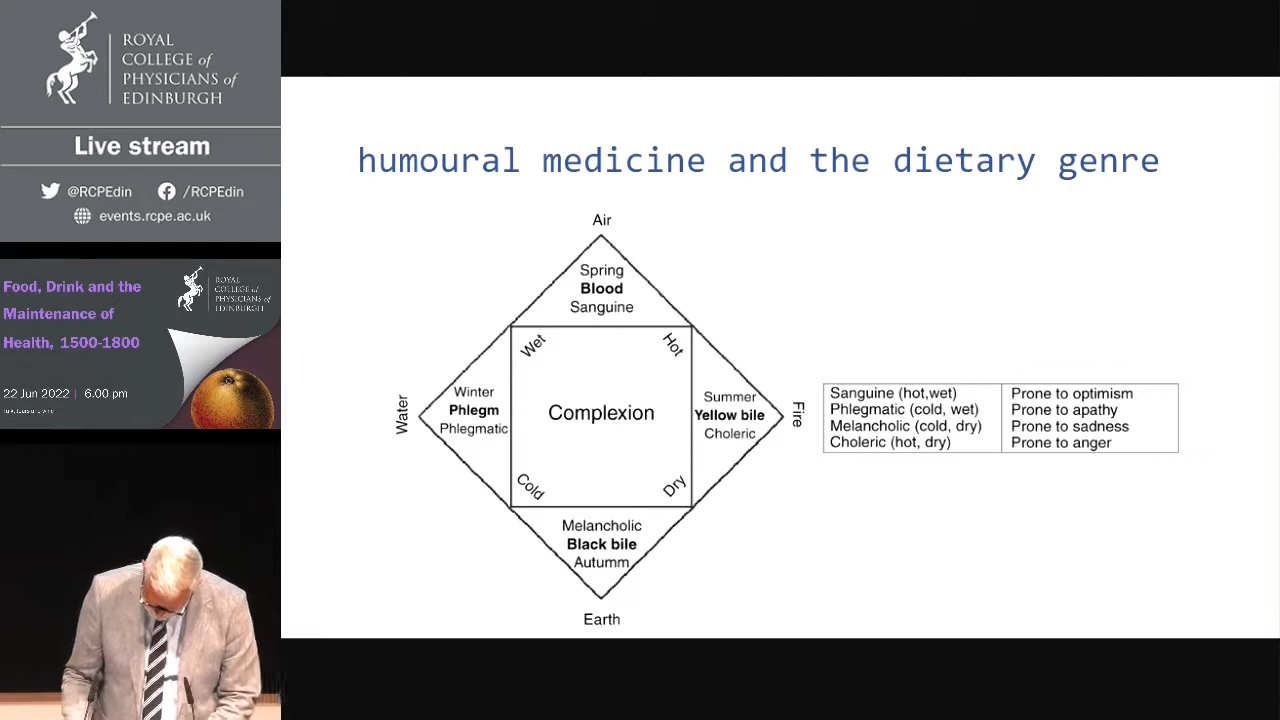 ROYAL
COLLEGE of
PHYSICIANS of
EDINBURGH
Live stream
@RCPEdin /RCPEdin
events.rcpe.ac.uk
Food, Drink and the
Maintenance of
Health, 1500-1800
ROYAL
COLLEGE of
PHYSICIANS of
EDINBURGH
22 Jun 2022 | 6.00 pm
humoural medicine and the dietary genre
Air
Spring
Blood
Sanguine
Wet
Hot
Water
Winter
Phlegm
Phlegmatic
Complexion
Summer
Yellow bile
Choleric
Fire
Cold
Dry
Melancholic
Black bile
Autumm
Earth
Sanguine (hot,wet) Prone to optimism
Phlegmatic (cold, wet) Prone to apathy
Melancholic (cold, dry) Prone to sadness
Choleric (hot, dry) Prone to anger